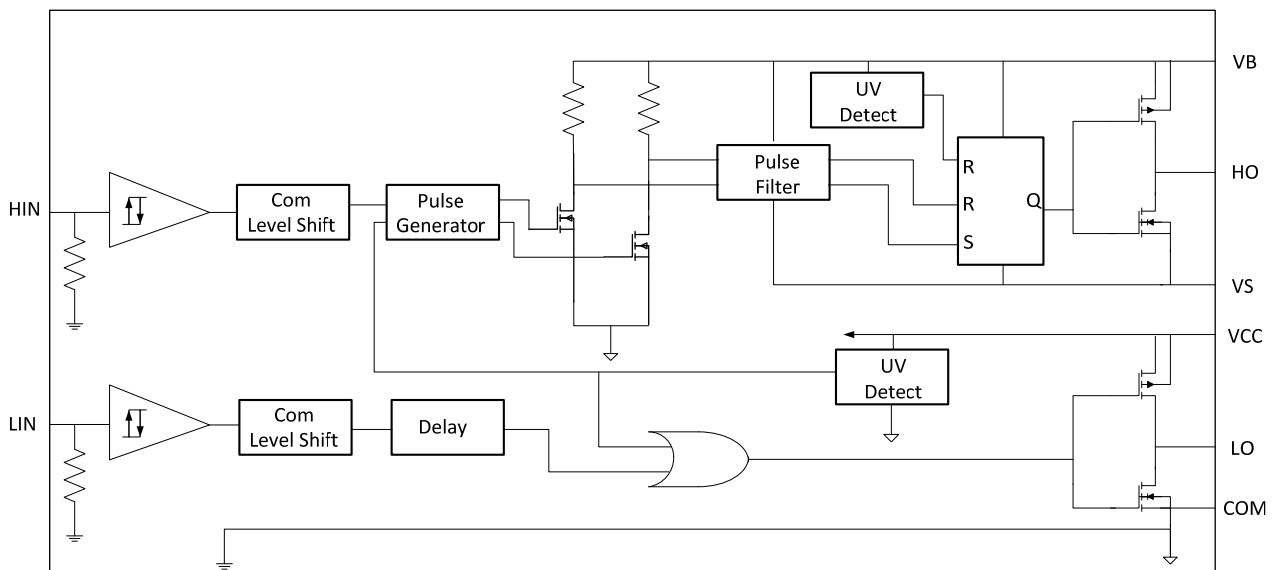 VB
UV
Detect
HIN
Com
Level Shift
Pulse
Generator
Pulse
Filter
R
R
S
Q
HO
VS
VCC
UV
Detect
LIN
Com
Level Shift
Delay
LO
COM